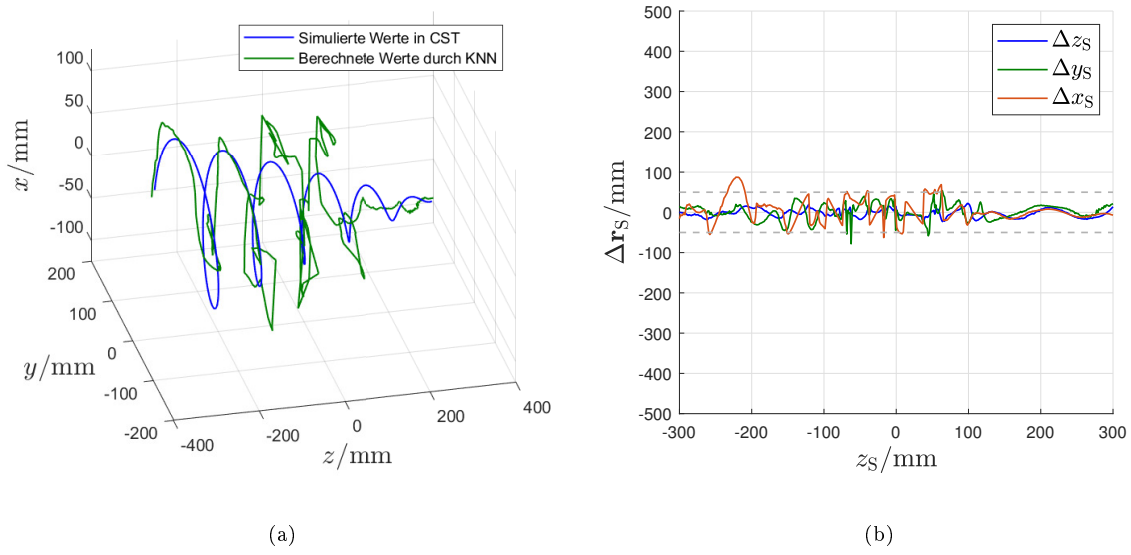 Simulierte Werte in CST
Berechnete Werte durch KNN
100
50
0
-50
-100
x/mm
200
100
0
-100
-200
y/mm
-400
-200
0
200
400
z/mm
(a)
500
400
300
200
100
0
-100
-200
-300
-400
-500
Δr_S/mm
Δz_S
Δy_S
Δx_S
-300
-200
-100
0
100
200
300
z_S/mm
(b)